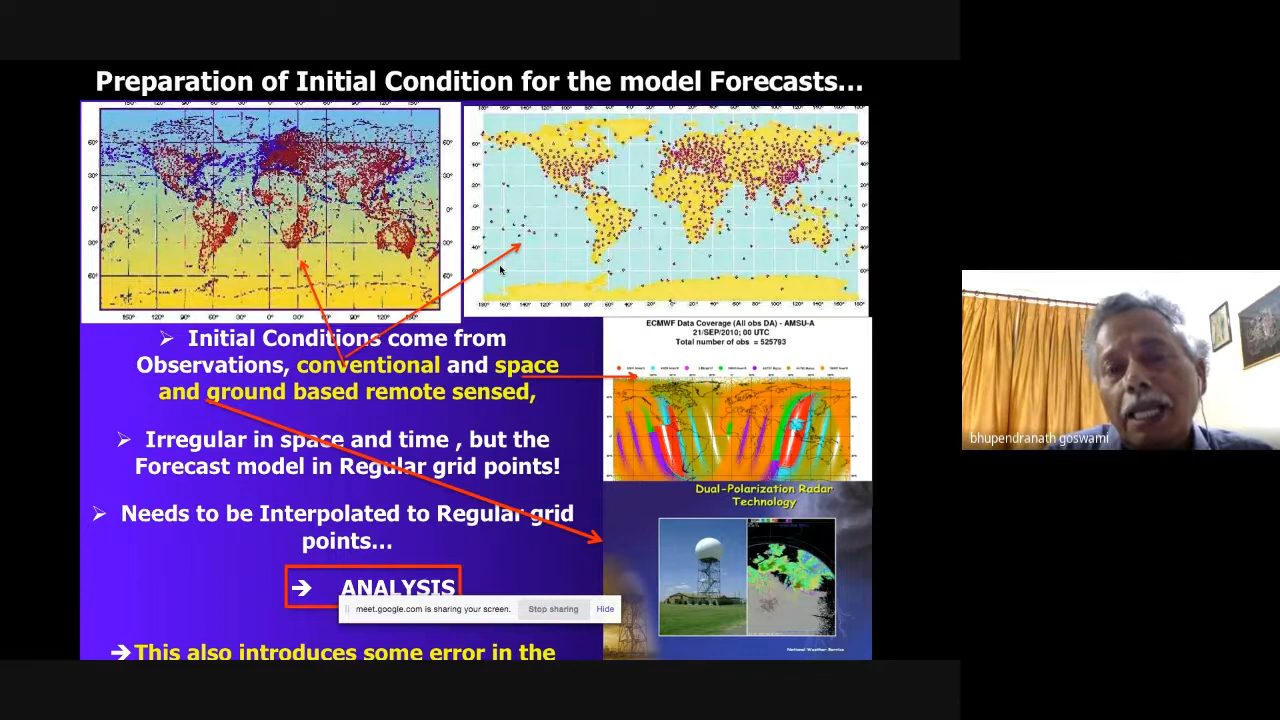 Preparation of Initial Condition for the model Forecasts...
➢ Initial Conditions come from
Observations, conventional and space
and ground based remote sensed,
➢ Irregular in space and time , but the
Forecast model in Regular grid points!
➢ Needs to be Interpolated to Regular grid
points...
➔ ANALYSIS
meet.google.com is sharing your screen. Stop sharing Hide
➔This also introduces some error in the
ECMWF Data Coverage (All obs DA) - AMSU-A
21/SEP/2010; 00 UTC
Total number of obs = 525793
Dual-Polarization Radar
Technology
National Weather Service
bhupendranath goswami